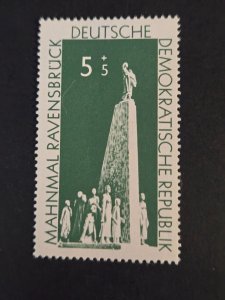 MAHNMAL RAVENSBRÜCK
DEUTSCHE
DEMOKRATISCHE REPUBLIK
5 + 5